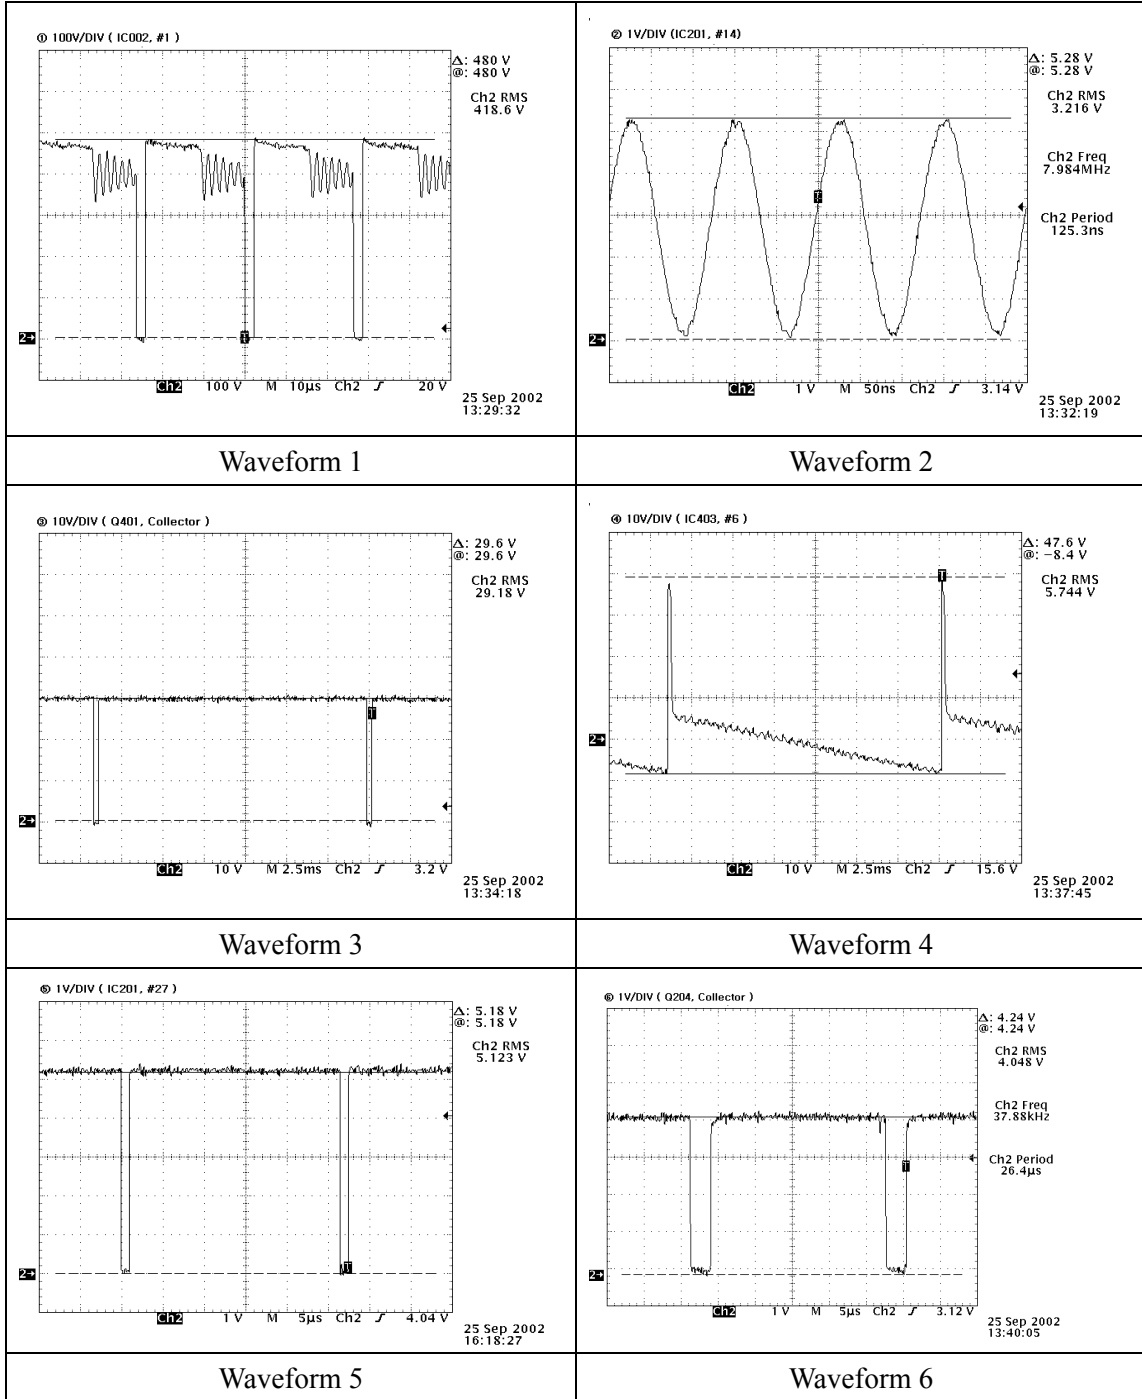 ① 100V/DIV ( IC002, #1 )
Δ: 480 V
@: 480 V
Ch2 RMS
418.6 V
T
2→
Ch2 100 V M 10µs Ch2 ƒ 20 V
25 Sep 2002
13:29:32
Waveform 1
② 1V/DIV (IC201, #14)
Δ: 5.28 V
@: 5.28 V
Ch2 RMS
3.216 V
Ch2 Freq
7.984MHz
Ch2 Period
125.3ns
T
2→
Ch2 1 V M 50ns Ch2 ƒ 3.14 V
25 Sep 2002
13:32:19
Waveform 2
③ 10V/DIV ( Q401, Collector )
Δ: 29.6 V
@: 29.6 V
Ch2 RMS
29.18 V
T
2→
Ch2 10 V M 2.5ms Ch2 ƒ 3.2 V
25 Sep 2002
13:34:18
Waveform 3
④ 10V/DIV ( IC403, #6 )
Δ: 47.6 V
@: -8.4 V
Ch2 RMS
5.744 V
T
2→
Ch2 10 V M 2.5ms Ch2 ƒ 15.6 V
25 Sep 2002
13:37:45
Waveform 4
⑤ 1V/DIV ( IC201, #27 )
Δ: 5.18 V
@: 5.18 V
Ch2 RMS
5.123 V
T
2→
Ch2 1 V M 5µs Ch2 ƒ 4.04 V
25 Sep 2002
16:18:27
Waveform 5
⑥ 1V/DIV ( Q204, Collector )
Δ: 4.24 V
@: 4.24 V
Ch2 RMS
4.048 V
Ch2 Freq
37.88kHz
Ch2 Period
26.4µs
T
2→
Ch2 1 V M 5µs Ch2 ƒ 3.12 V
25 Sep 2002
13:40:05
Waveform 6